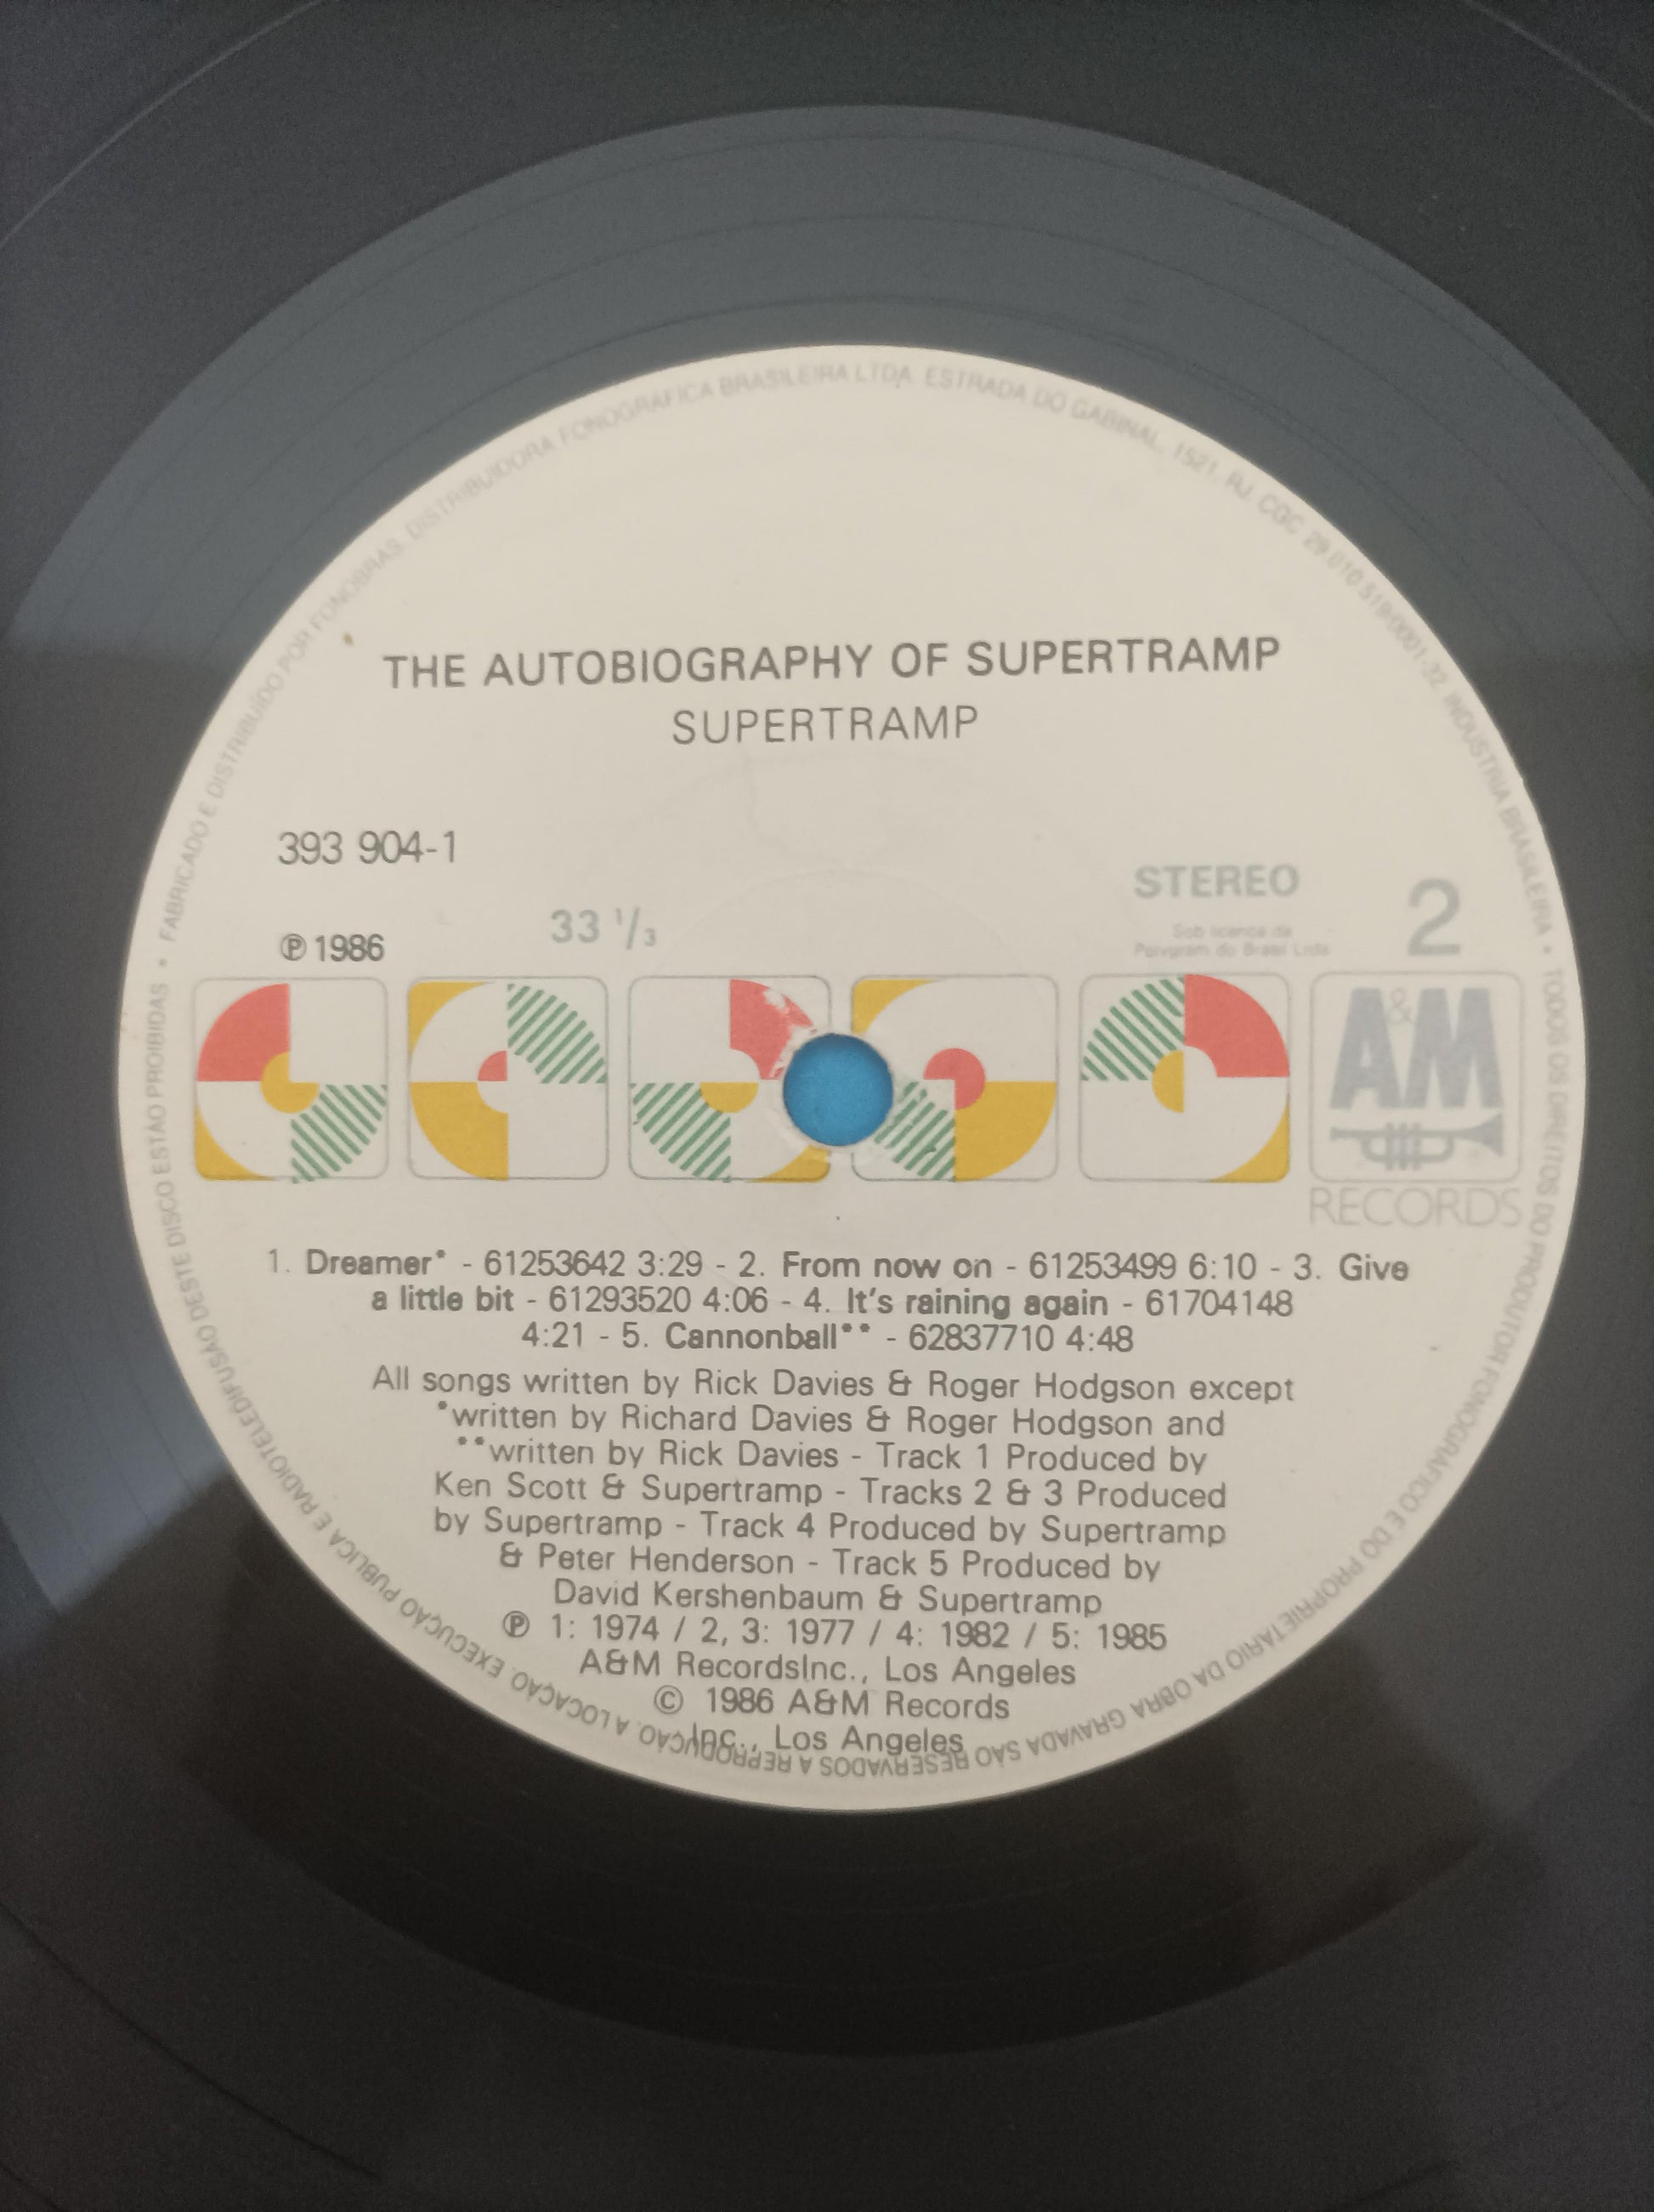 FABRICADO E DISTRIBUÍDO POR FONOBRAS. DISTRIBUIDORA FONOGRÁFICA BRASILEIRA LTDA. ESTRADA DO GABINAL, 1521, RJ. CGC 29.010.519/0001-32. INDÚSTRIA BRASILEIRA • TODOS OS DIREITOS DO PRODUTOR FONOGRÁFICO E DO PROPRIETÁRIO DA OBRA GRAVADA SÃO RESERVADOS A REPRODUÇÃO. A LOCAÇÃO. EXECUÇÃO PÚBLICA E RADIOTELEDIFUSÃO DESTE DISCO ESTÃO PROIBIDAS •
THE AUTOBIOGRAPHY OF SUPERTRAMP
SUPERTRAMP
393 904-1
STEREO
2
33 1/3
Sob licença da
Polygram do Brasil Ltda
℗ 1986
A&M
RECORDS
1. Dreamer* - 61253642 3:29 - 2. From now on - 61253499 6:10 - 3. Give
a little bit - 61293520 4:06 - 4. It's raining again - 61704148
4:21 - 5. Cannonball** - 62837710 4:48
All songs written by Rick Davies & Roger Hodgson except
*written by Richard Davies & Roger Hodgson and
**written by Rick Davies - Track 1 Produced by
Ken Scott & Supertramp - Tracks 2 & 3 Produced
by Supertramp - Track 4 Produced by Supertramp
& Peter Henderson - Track 5 Produced by
David Kershenbaum & Supertramp
℗ 1: 1974 / 2, 3: 1977 / 4: 1982 / 5: 1985
A&M RecordsInc., Los Angeles
© 1986 A&M Records
Inc., Los Angeles